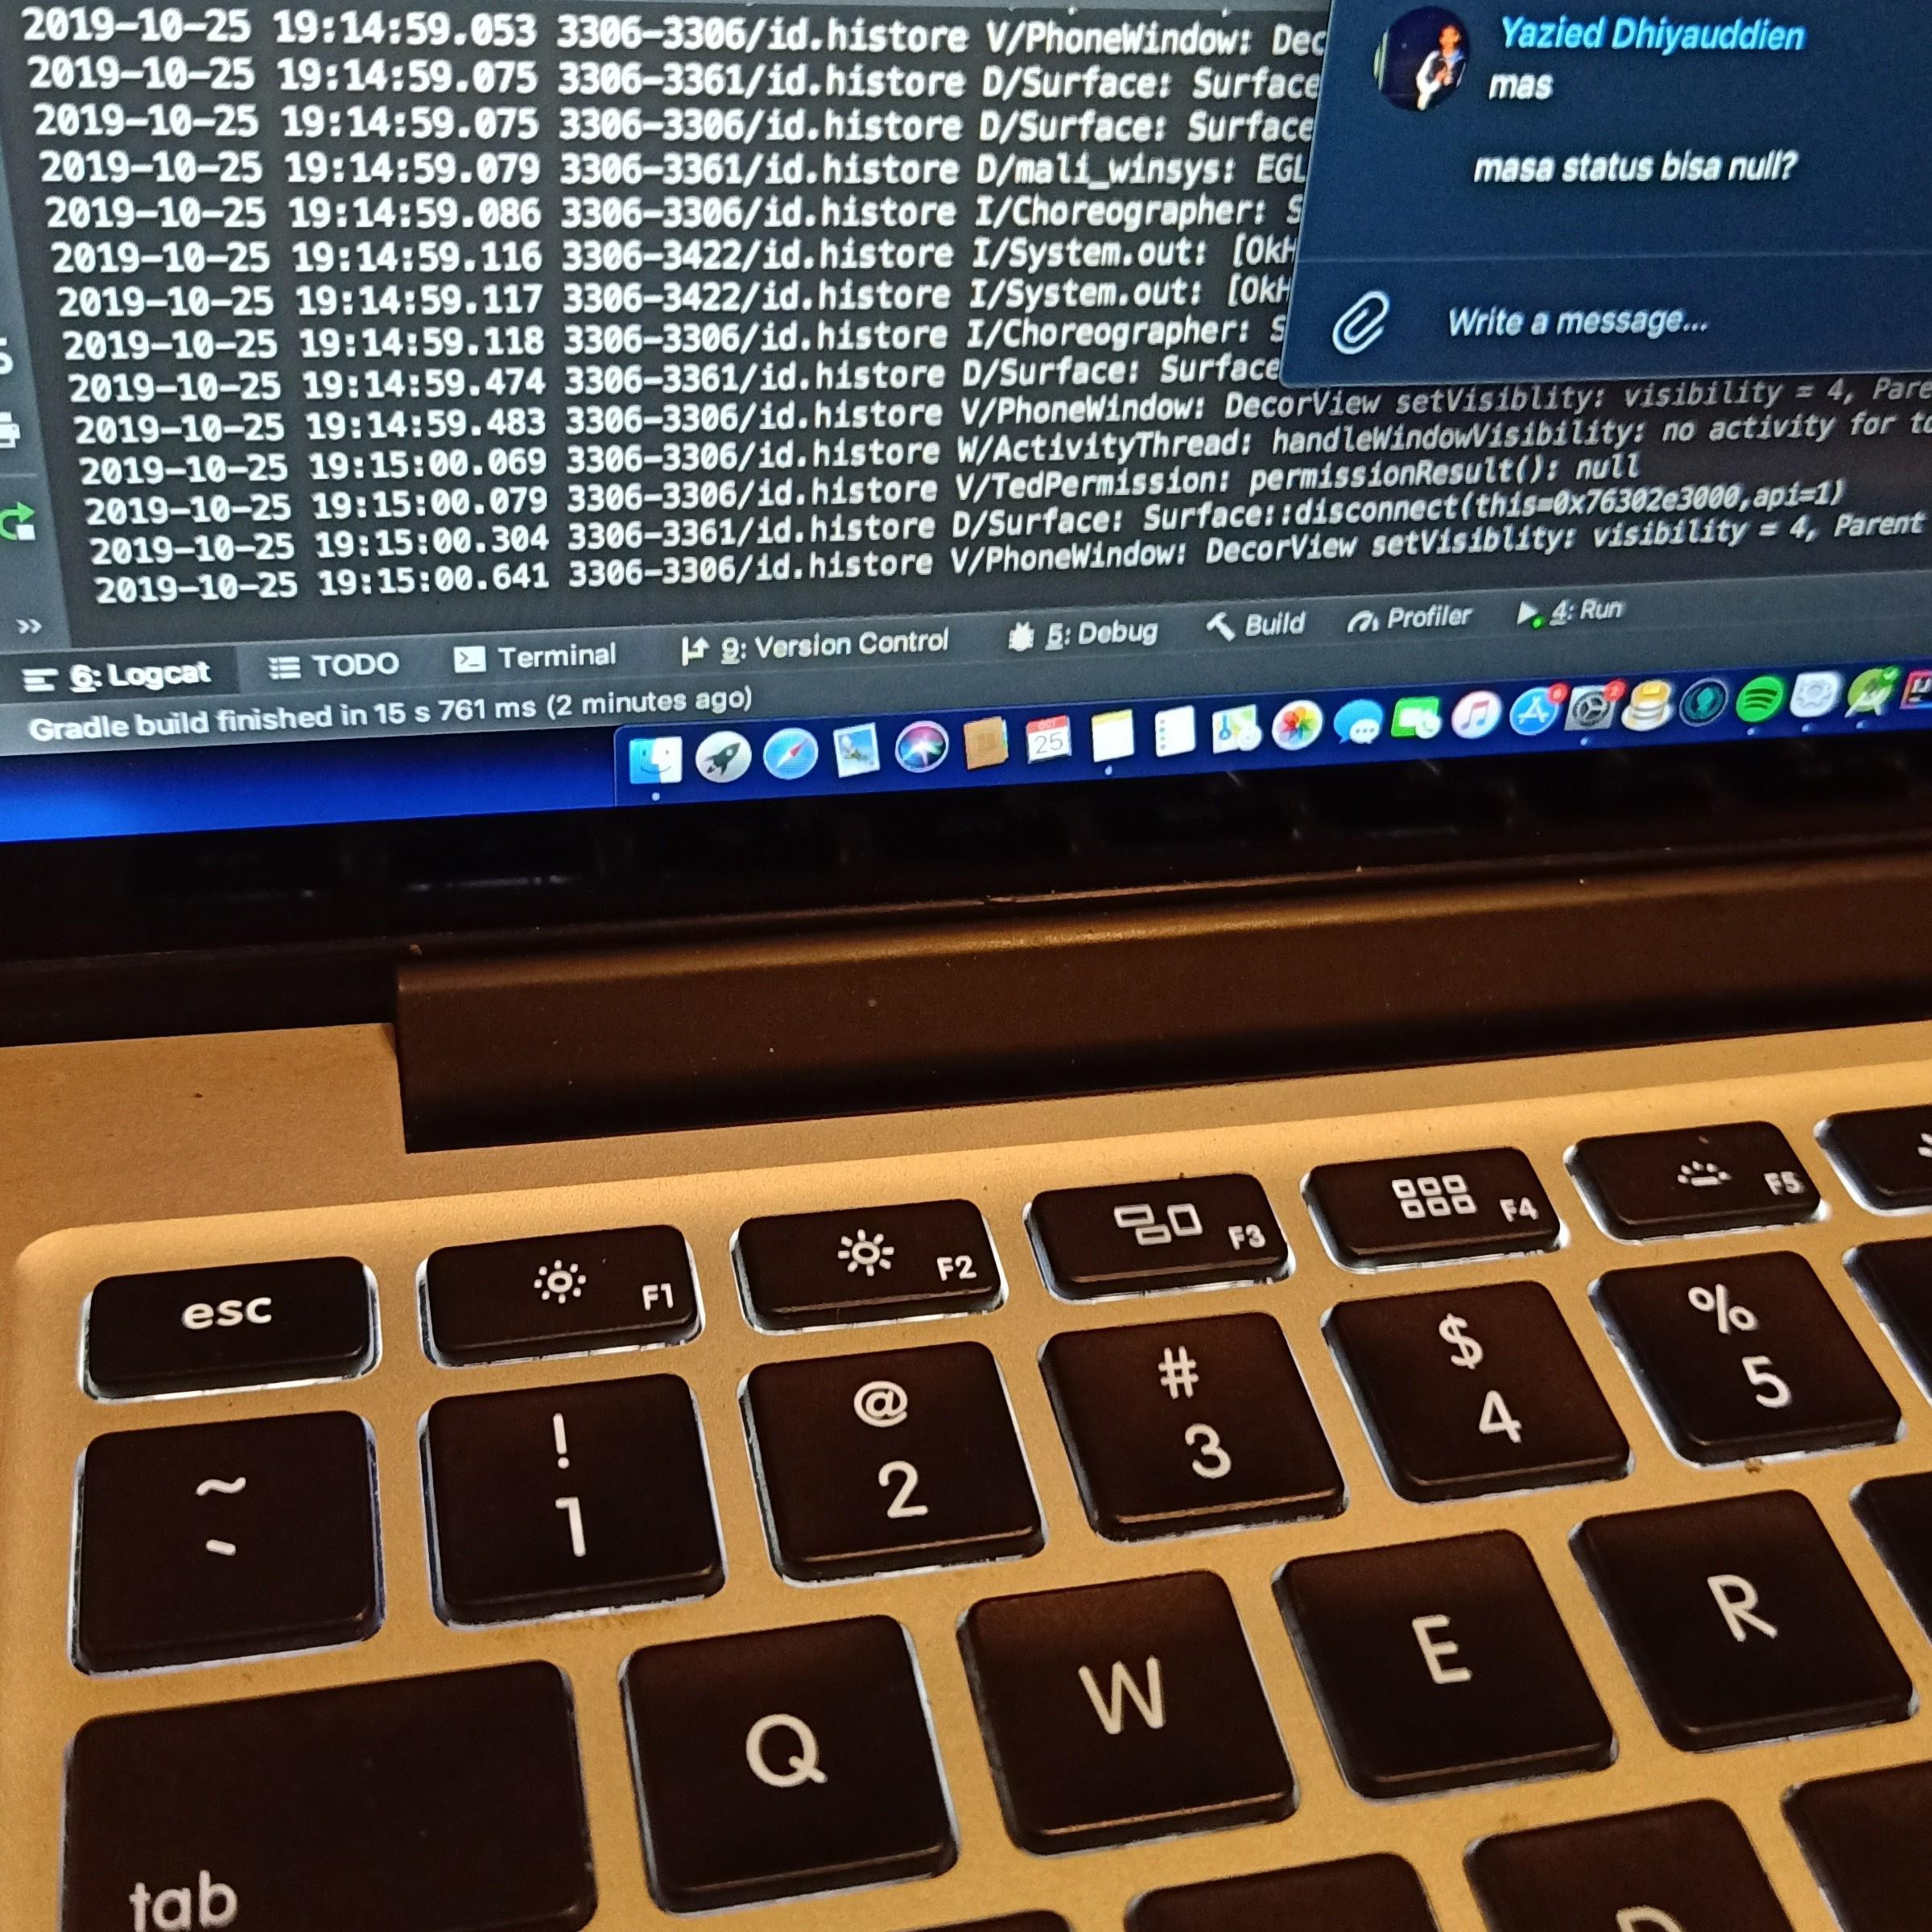 2019-10-25 19:14:59.053 3306-3306/id.histore V/PhoneWindow: Dec
2019-10-25 19:14:59.075 3306-3361/id.histore D/Surface: Surface
2019-10-25 19:14:59.075 3306-3306/id.histore D/Surface: Surface
2019-10-25 19:14:59.079 3306-3361/id.histore D/mali_winsys: EGL
2019-10-25 19:14:59.086 3306-3306/id.histore I/Choreographer: S
2019-10-25 19:14:59.116 3306-3422/id.histore I/System.out: [OkH
2019-10-25 19:14:59.117 3306-3422/id.histore I/System.out: [OkH
2019-10-25 19:14:59.118 3306-3306/id.histore I/Choreographer: S
2019-10-25 19:14:59.474 3306-3361/id.histore D/Surface: Surface
2019-10-25 19:14:59.483 3306-3306/id.histore V/PhoneWindow: DecorView setVisiblity: visibility = 4, Pare
2019-10-25 19:15:00.069 3306-3306/id.histore W/ActivityThread: handleWindowVisibility: no activity for to
2019-10-25 19:15:00.079 3306-3306/id.histore V/TedPermission: permissionResult(): null
2019-10-25 19:15:00.304 3306-3361/id.histore D/Surface: Surface::disconnect(this=0x76302e3000,api=1)
2019-10-25 19:15:00.641 3306-3306/id.histore V/PhoneWindow: DecorView setVisiblity: visibility = 4, Parent
Yazied Dhiyauddien
mas
masa status bisa null?
Write a message...
6: Logcat TODO Terminal 9: Version Control 5: Debug Build Profiler 4: Run
Gradle build finished in 15 s 761 ms (2 minutes ago)
OCT
25
esc F1 F2 F3 F4 F5
~ ! @ # $ %
` 1 2 3 4 5
tab Q W E R